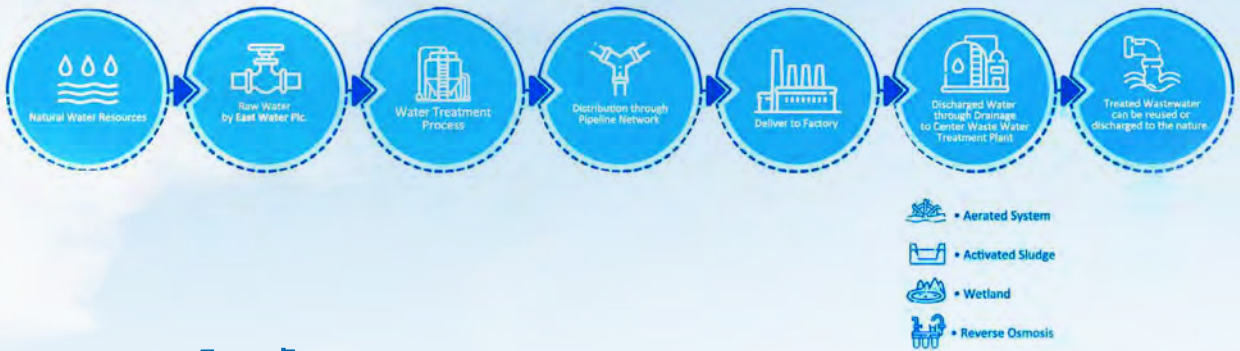 Natural Water Resources
Raw Water
by East Water Plc.
Water Treatment
Process
Distribution through
Pipeline Network
Deliver to Factory
Discharged Water
through Drainage
to Center Waste Water
Treatment Plant
Treated Wastewater
can be reused or
discharged to the nature.
• Aerated System
• Activated Sludge
• Wetland
• Reverse Osmosis